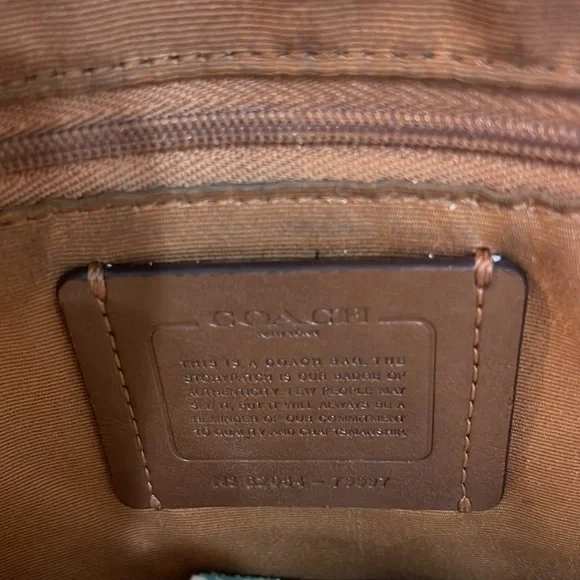 COACH
NEW YORK
THIS IS A COACH BAG. THE
STORYPATCH IS OUR BADGE OF
AUTHENTICITY. FEW PEOPLE MAY
SEE IT, BUT IT WILL ALWAYS BE A
REMINDER OF OUR COMMITMENT
TO QUALITY AND CRAFTSMANSHIP.